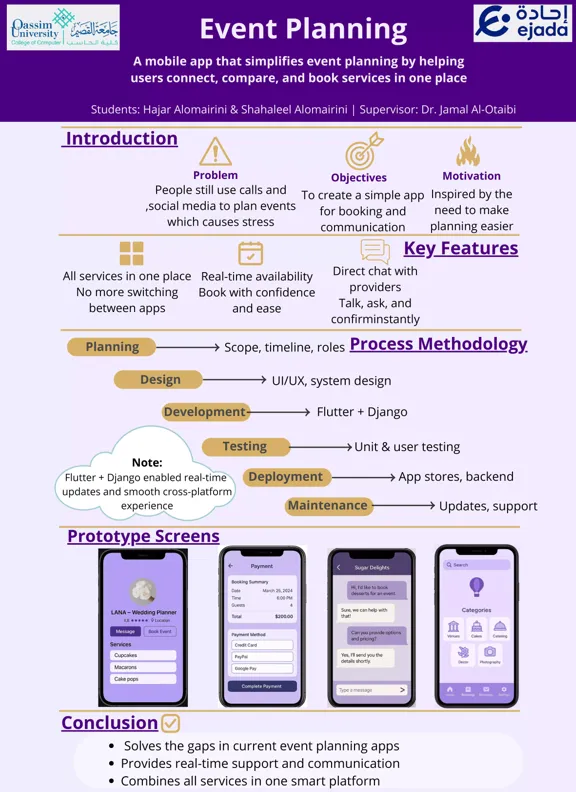 Qassim
University
College of Computer
جامعة القصيم
كلية الحاسب
إجادة
ejada
Event Planning
A mobile app that simplifies event planning by helping
users connect, compare, and book services in one place
Students: Hajar Alomairini & Shahaleel Alomairini | Supervisor: Dr. Jamal Al-Otaibi
Introduction
Problem
People still use calls and
,social media to plan events
which causes stress
Objectives
To create a simple app
for booking and
communication
Motivation
Inspired by the
need to make
planning easier
Key Features
All services in one place
No more switching
between apps
Real-time availability
Book with confidence
and ease
Direct chat with
providers
Talk, ask, and
confirminstantly
Process Methodology
Planning
Scope, timeline, roles
Design
UI/UX, system design
Development
Flutter + Django
Testing
Unit & user testing
Deployment
App stores, backend
Maintenance
Updates, support
Note:
Flutter + Django enabled real-time
updates and smooth cross-platform
experience
Prototype Screens
LANA – Wedding Planner
4.8 ★★★★★ Location
Message
Book Event
Services
Cupcakes
Macarons
Cake pops
Payment
Booking Summary
Date March 20, 2024
Time 6:00 PM
Guests 4
Total $200.00
Payment Method
Credit Card
PayPal
Google Pay
Complete Payment
Sugar Delights
Hi, I'd like to book
desserts for an event
Sure, we can help with
that!
Can you provide options
and pricing?
Yes, I'll send you the
details shortly.
Type a message
Search
Categories
Venues
Cakes
Catering
Decor
Photography
Conclusion
• Solves the gaps in current event planning apps
• Provides real-time support and communication
• Combines all services in one smart platform